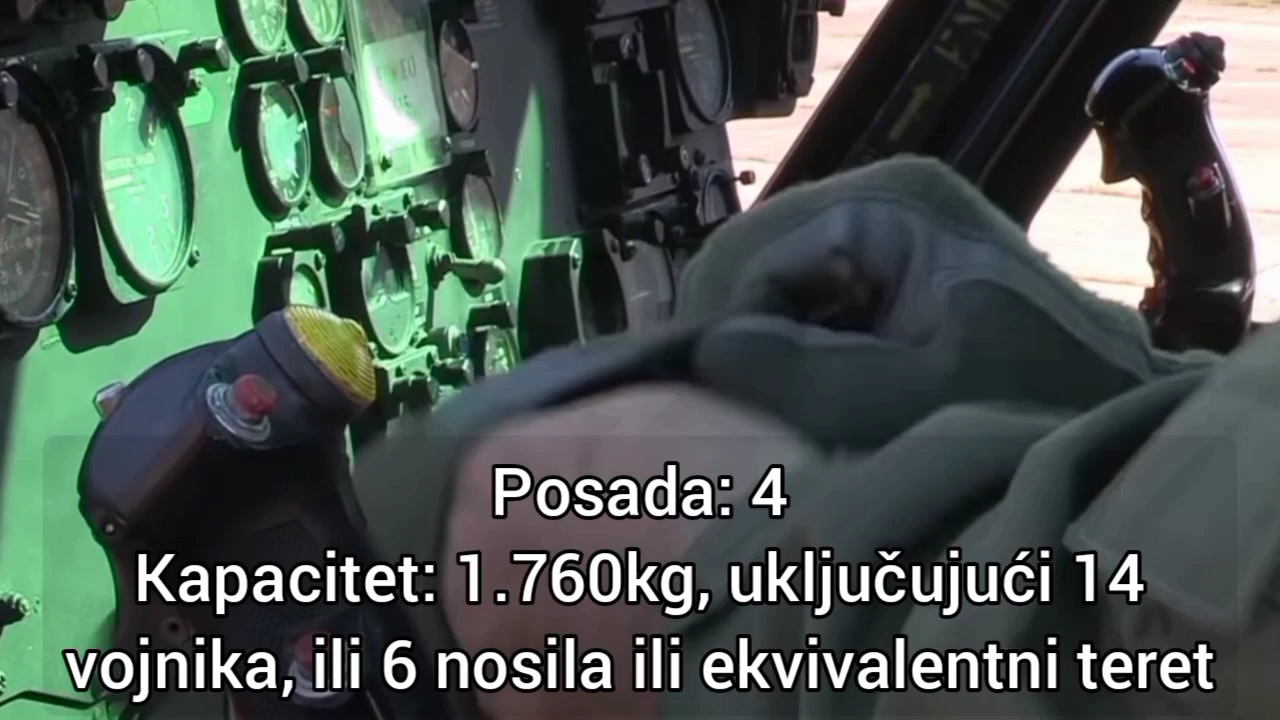 Posada: 4
Kapacitet: 1.760kg, uključujući 14
vojnika, ili 6 nosila ili ekvivalentni teret